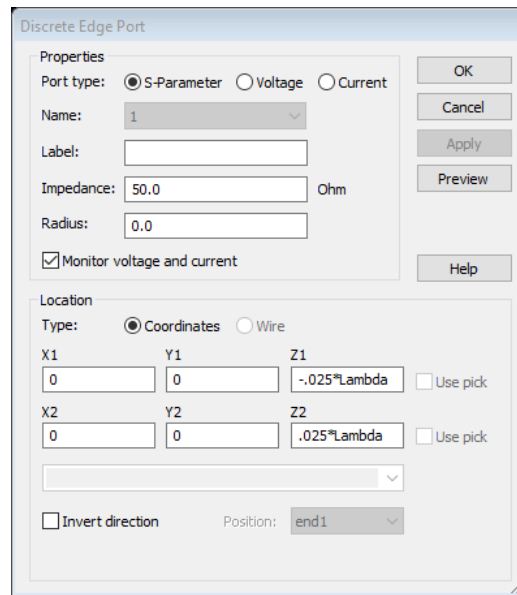 Discrete Edge Port
Properties
Port type: S-Parameter Voltage Current
Name: 1
Label:
Impedance: 50.0 Ohm
Radius: 0.0
Monitor voltage and current
OK
Cancel
Apply
Preview
Help
Location
Type: Coordinates Wire
X1 Y1 Z1
0 0 -.025*Lambda Use pick
X2 Y2 Z2
0 0 .025*Lambda Use pick
Invert direction Position: end1